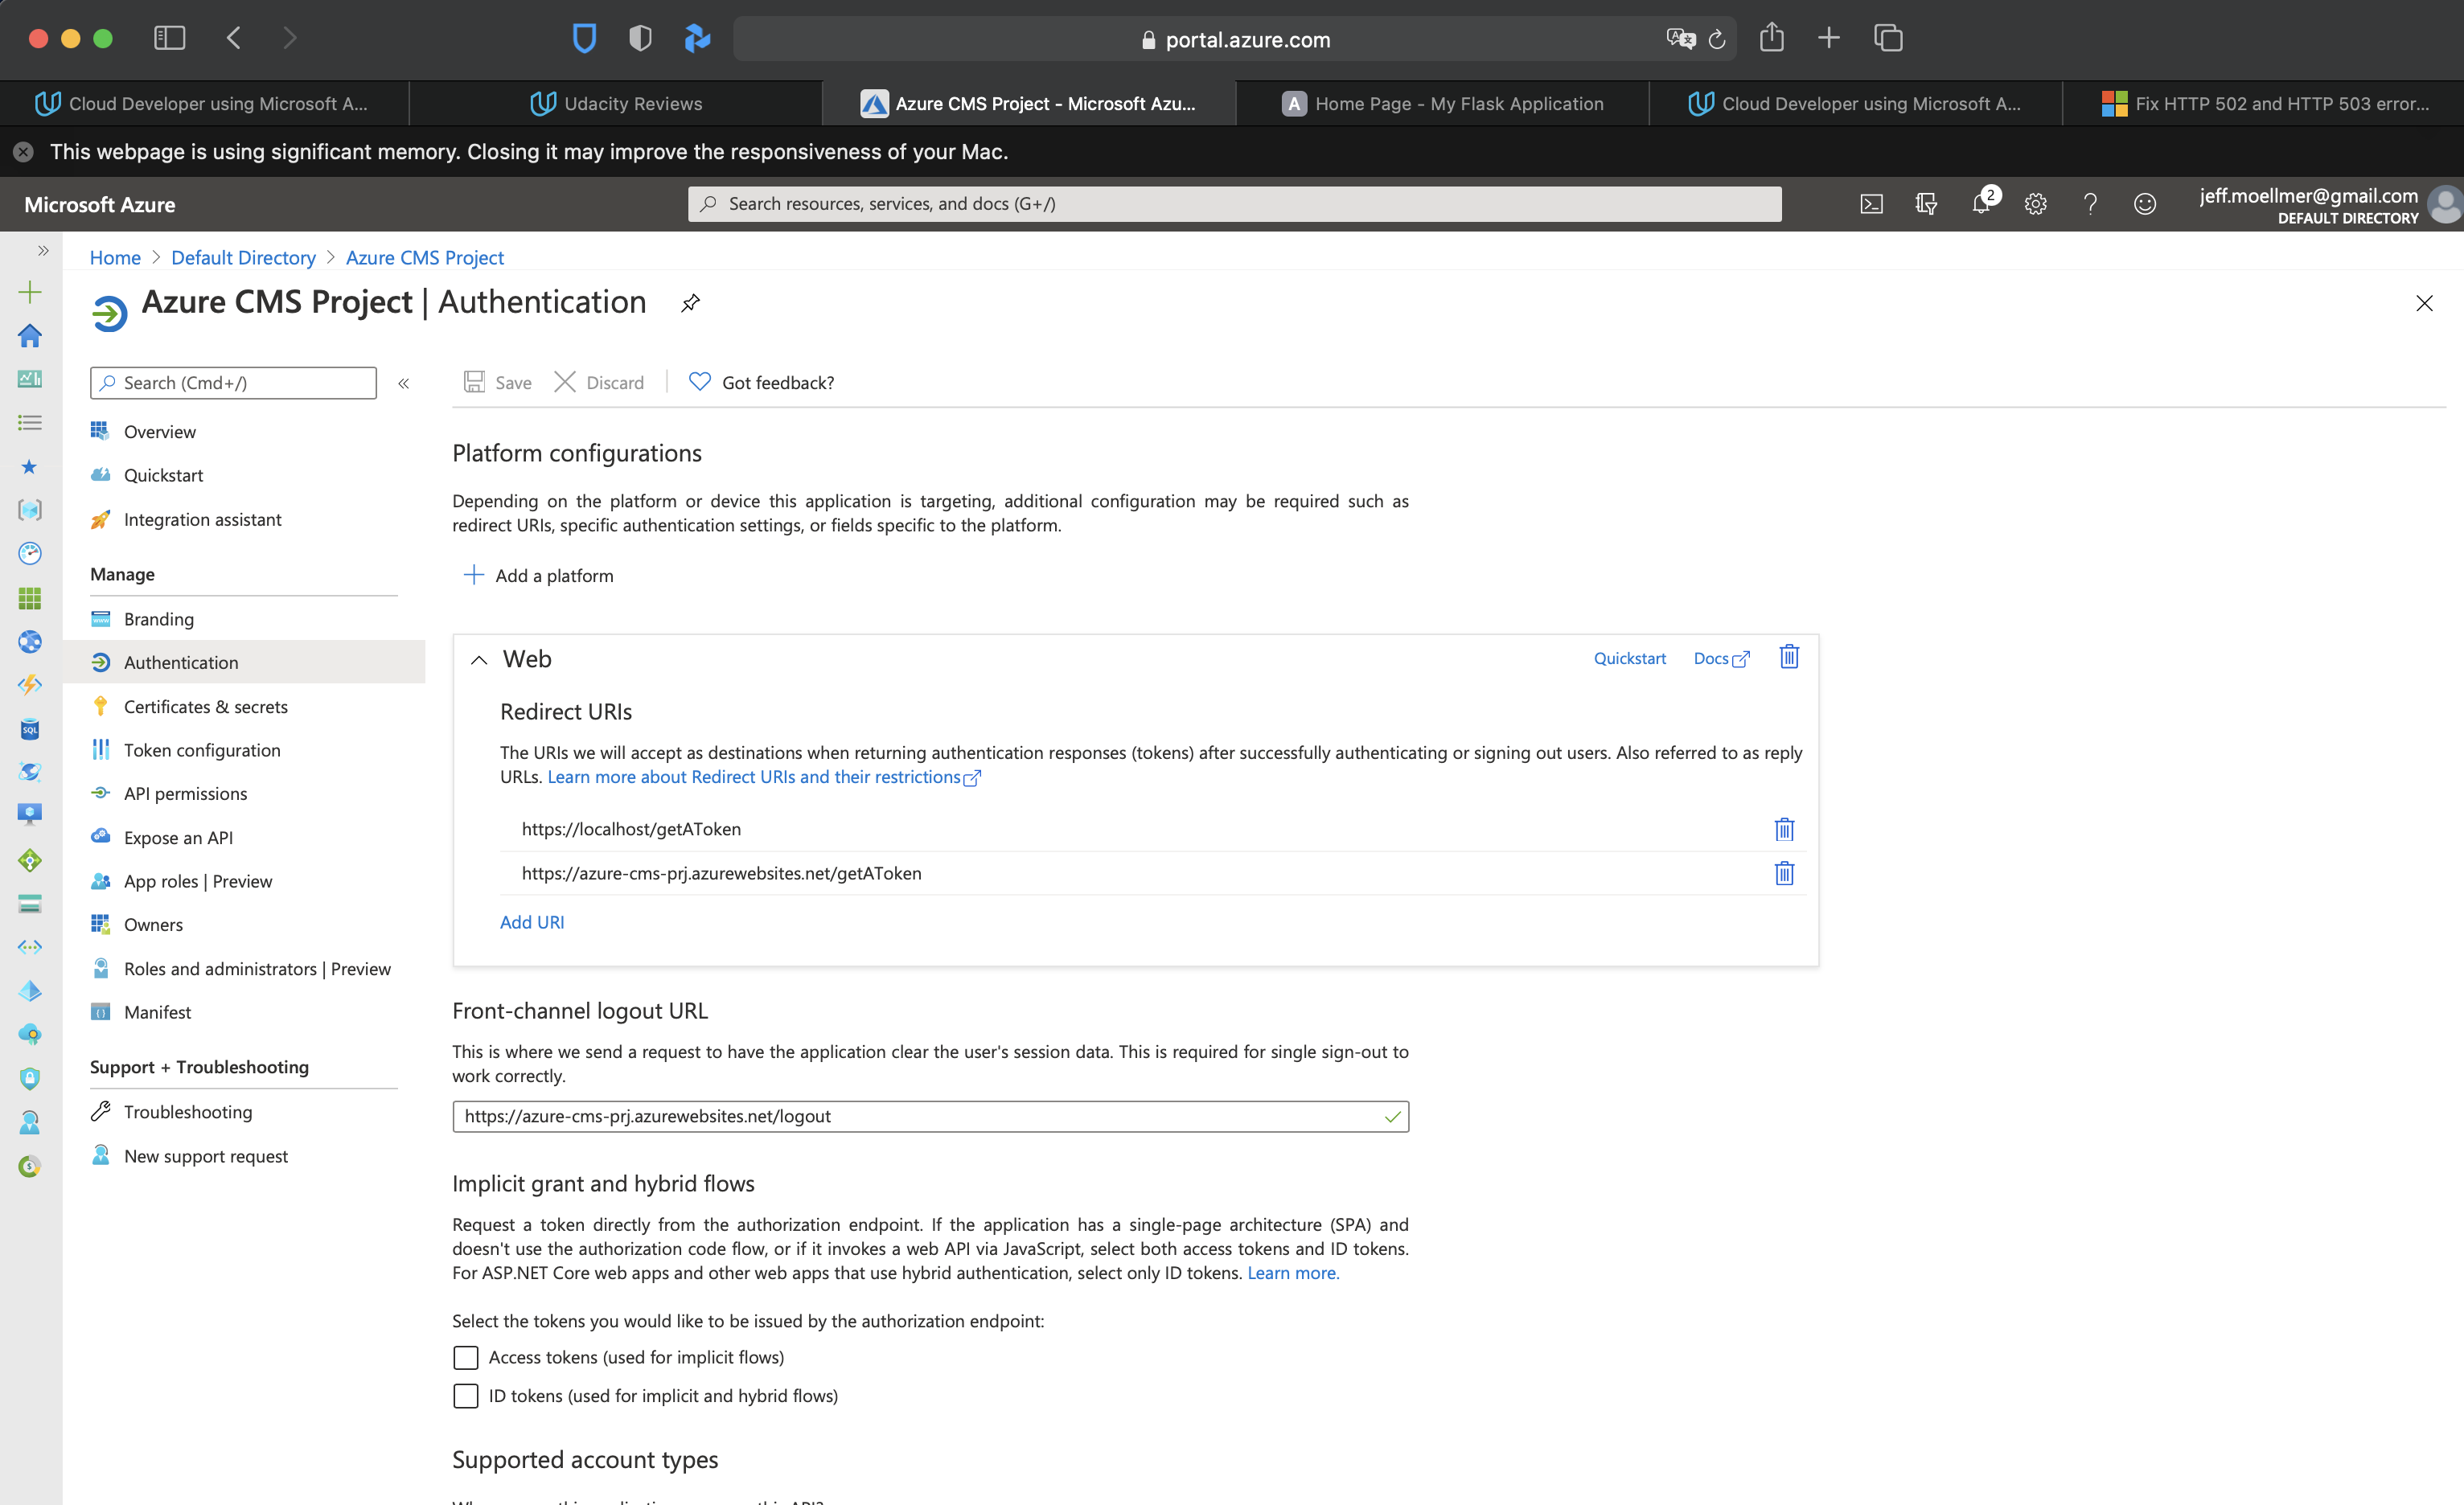 portal.azure.com
Cloud Developer using Microsoft A...
Udacity Reviews
Azure CMS Project - Microsoft Azu...
A Home Page - My Flask Application
Cloud Developer using Microsoft A...
Fix HTTP 502 and HTTP 503 error...
This webpage is using significant memory. Closing it may improve the responsiveness of your Mac.
Microsoft Azure
Search resources, services, and docs (G+/)
2
jeff.moellmer@gmail.com
DEFAULT DIRECTORY
Home > Default Directory > Azure CMS Project
Azure CMS Project | Authentication
Search (Cmd+/)
Save
Discard
Got feedback?
Overview
Quickstart
Integration assistant
Manage
Branding
Authentication
Certificates & secrets
Token configuration
API permissions
Expose an API
App roles | Preview
Owners
Roles and administrators | Preview
Manifest
Support + Troubleshooting
Troubleshooting
New support request
Platform configurations
Depending on the platform or device this application is targeting, additional configuration may be required such as
redirect URIs, specific authentication settings, or fields specific to the platform.
Add a platform
Web
Quickstart
Docs
Redirect URIs
The URIs we will accept as destinations when returning authentication responses (tokens) after successfully authenticating or signing out users. Also referred to as reply
URLs. Learn more about Redirect URIs and their restrictions
https://localhost/getAToken
https://azure-cms-prj.azurewebsites.net/getAToken
Add URI
Front-channel logout URL
This is where we send a request to have the application clear the user's session data. This is required for single sign-out to
work correctly.
https://azure-cms-prj.azurewebsites.net/logout
Implicit grant and hybrid flows
Request a token directly from the authorization endpoint. If the application has a single-page architecture (SPA) and
doesn't use the authorization code flow, or if it invokes a web API via JavaScript, select both access tokens and ID tokens.
For ASP.NET Core web apps and other web apps that use hybrid authentication, select only ID tokens. Learn more.
Select the tokens you would like to be issued by the authorization endpoint:
Access tokens (used for implicit flows)
ID tokens (used for implicit and hybrid flows)
Supported account types